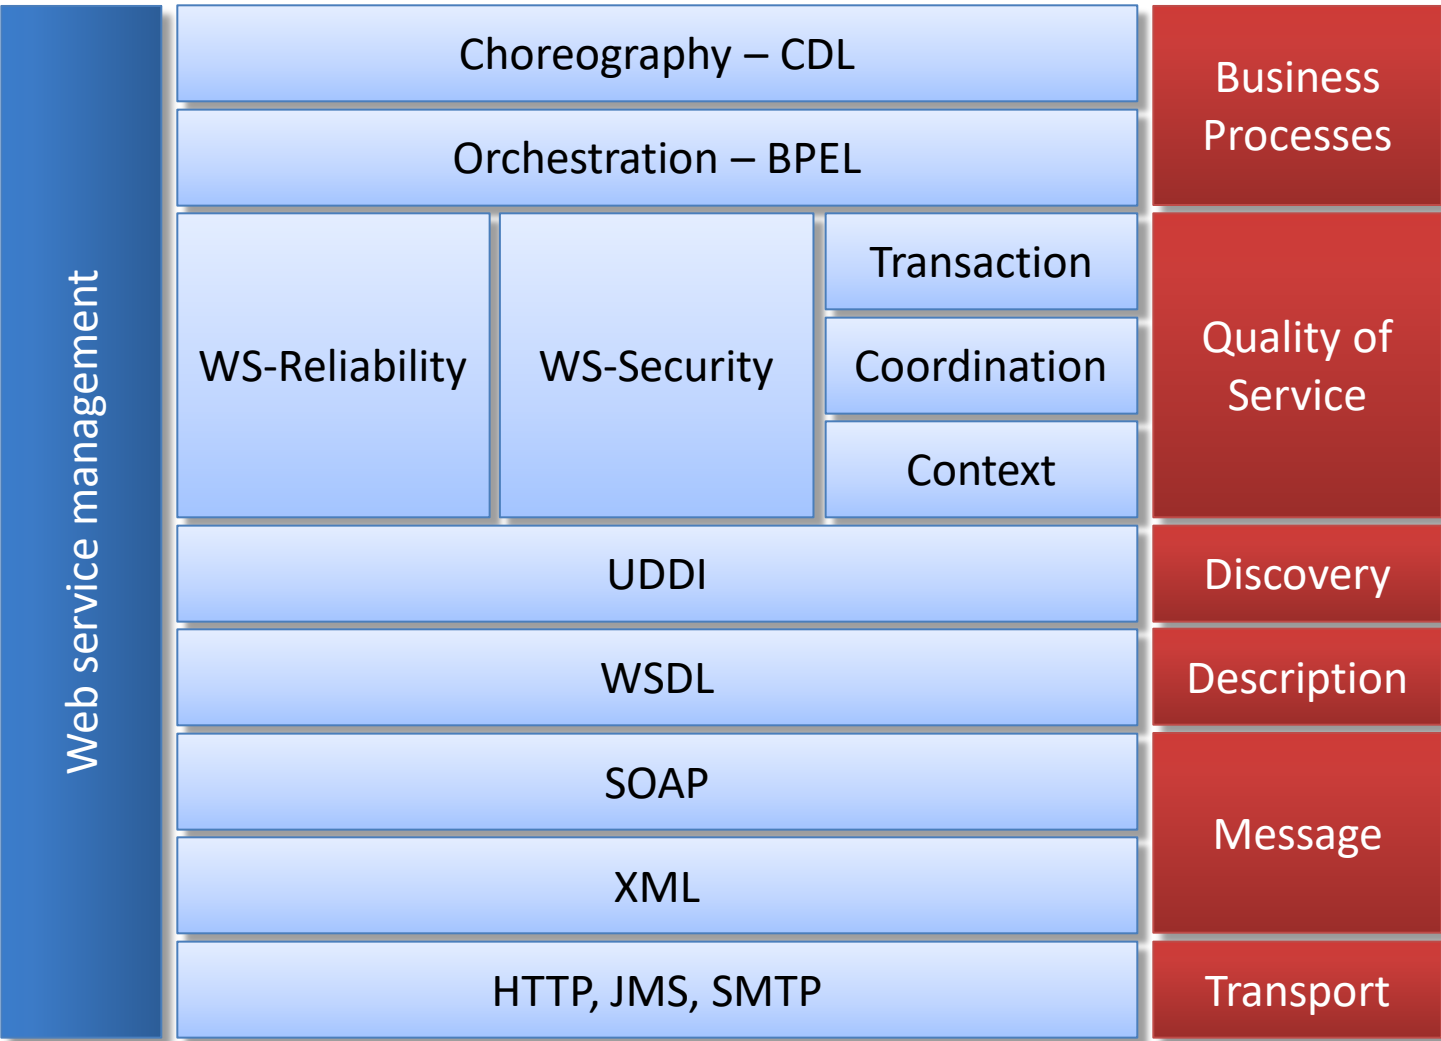 Web service management
Choreography – CDL
Orchestration – BPEL
Business
Processes
WS-Reliability
WS-Security
Transaction
Coordination
Context
Quality of
Service
UDDI
Discovery
WSDL
Description
SOAP
XML
Message
HTTP, JMS, SMTP
Transport